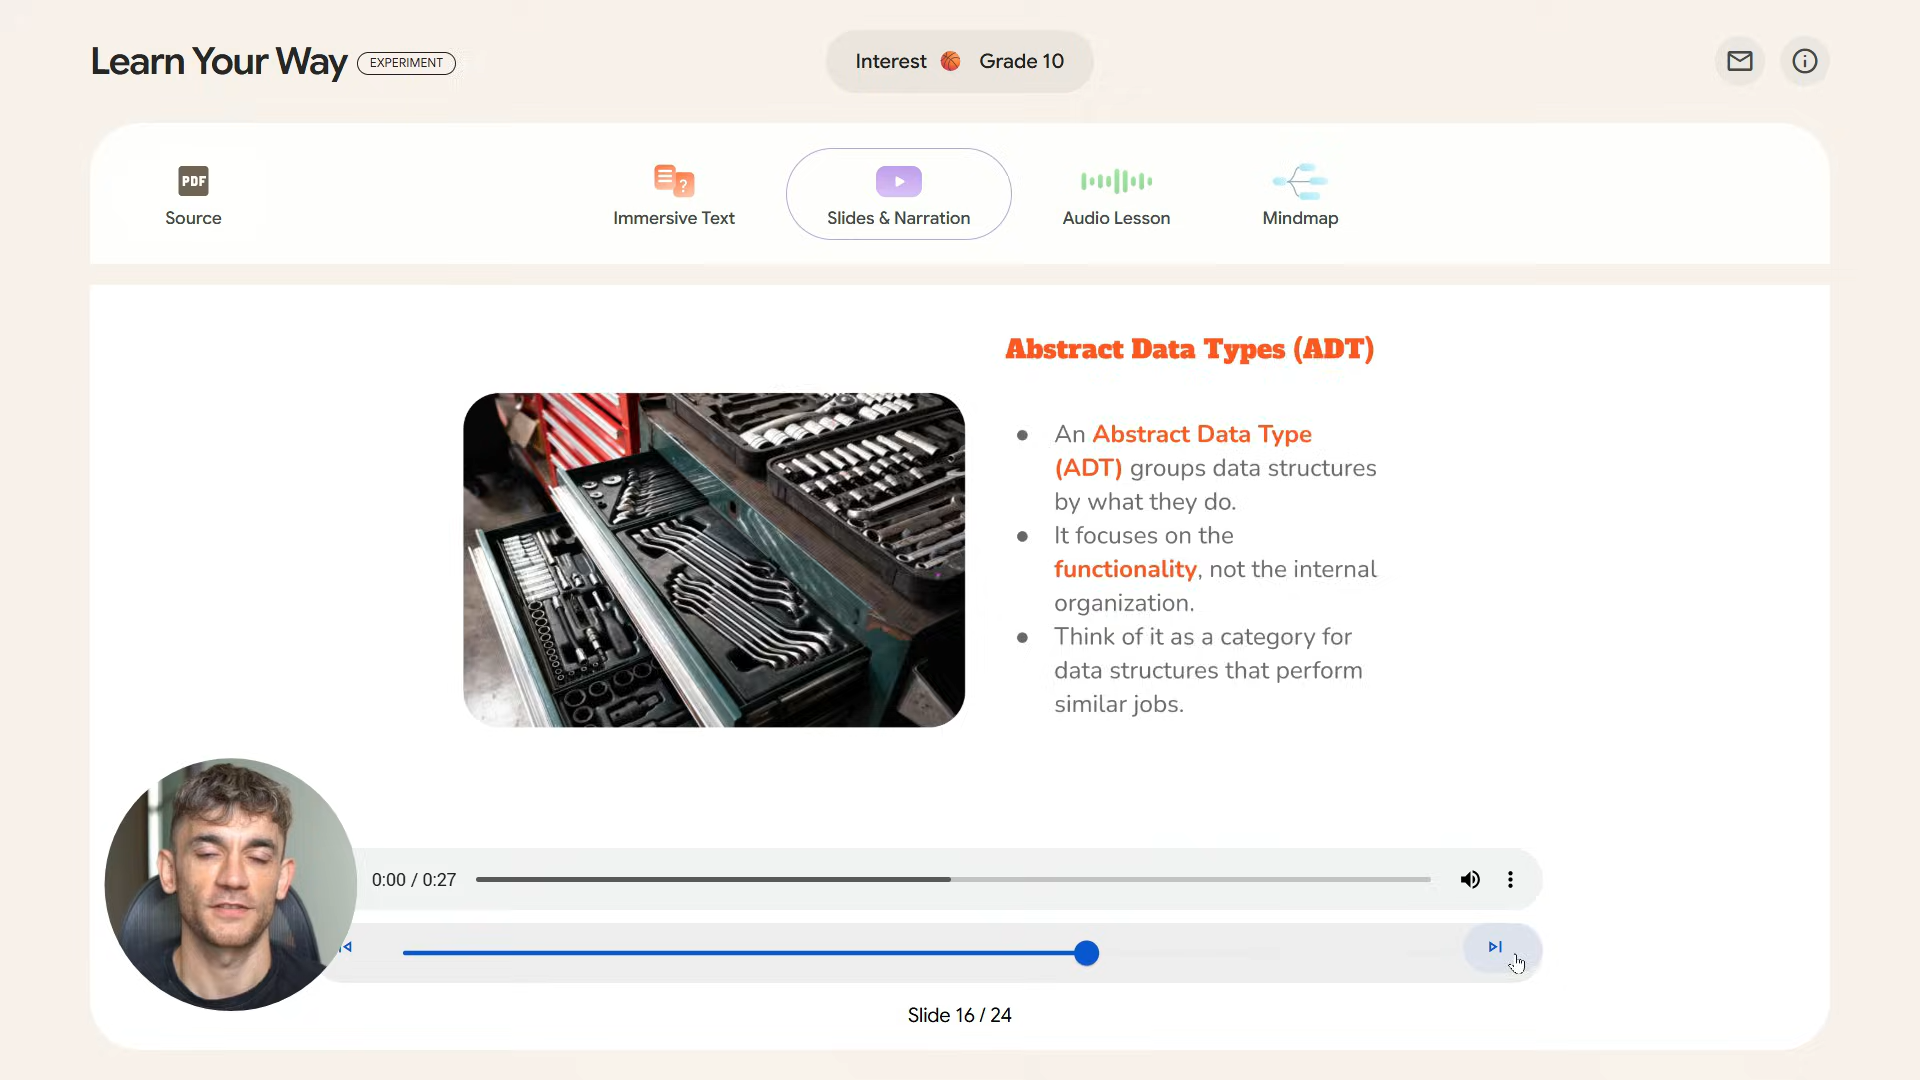 Learn Your Way EXPERIMENT
Interest Grade 10
PDF
Source
?
Immersive Text
Slides & Narration
Audio Lesson
Mindmap
Abstract Data Types (ADT)
● An Abstract Data Type
(ADT) groups data structures
by what they do.
● It focuses on the
functionality, not the internal
organization.
● Think of it as a category for
data structures that perform
similar jobs.
0:00 / 0:27
Slide 16 / 24